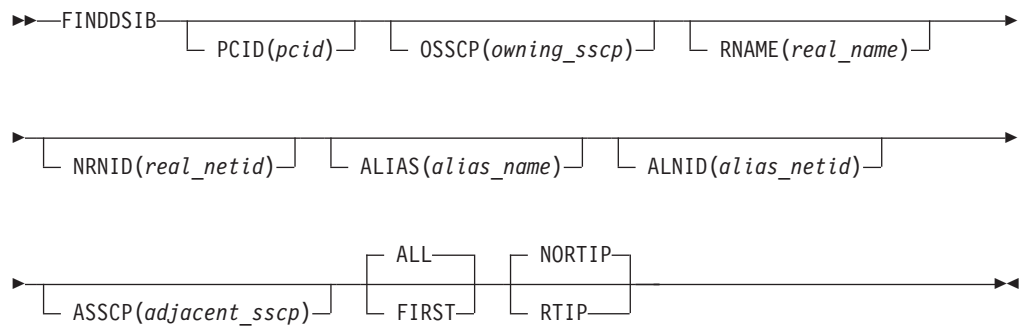 FINDDSIB
PCID(pcid) OSSCP(owning_sscp) RNAME(real_name)
NRNID(real_netid) ALIAS(alias_name) ALNID(alias_netid)
ALL NORTIP
ASSCP(adjacent_sscp) FIRST RTIP